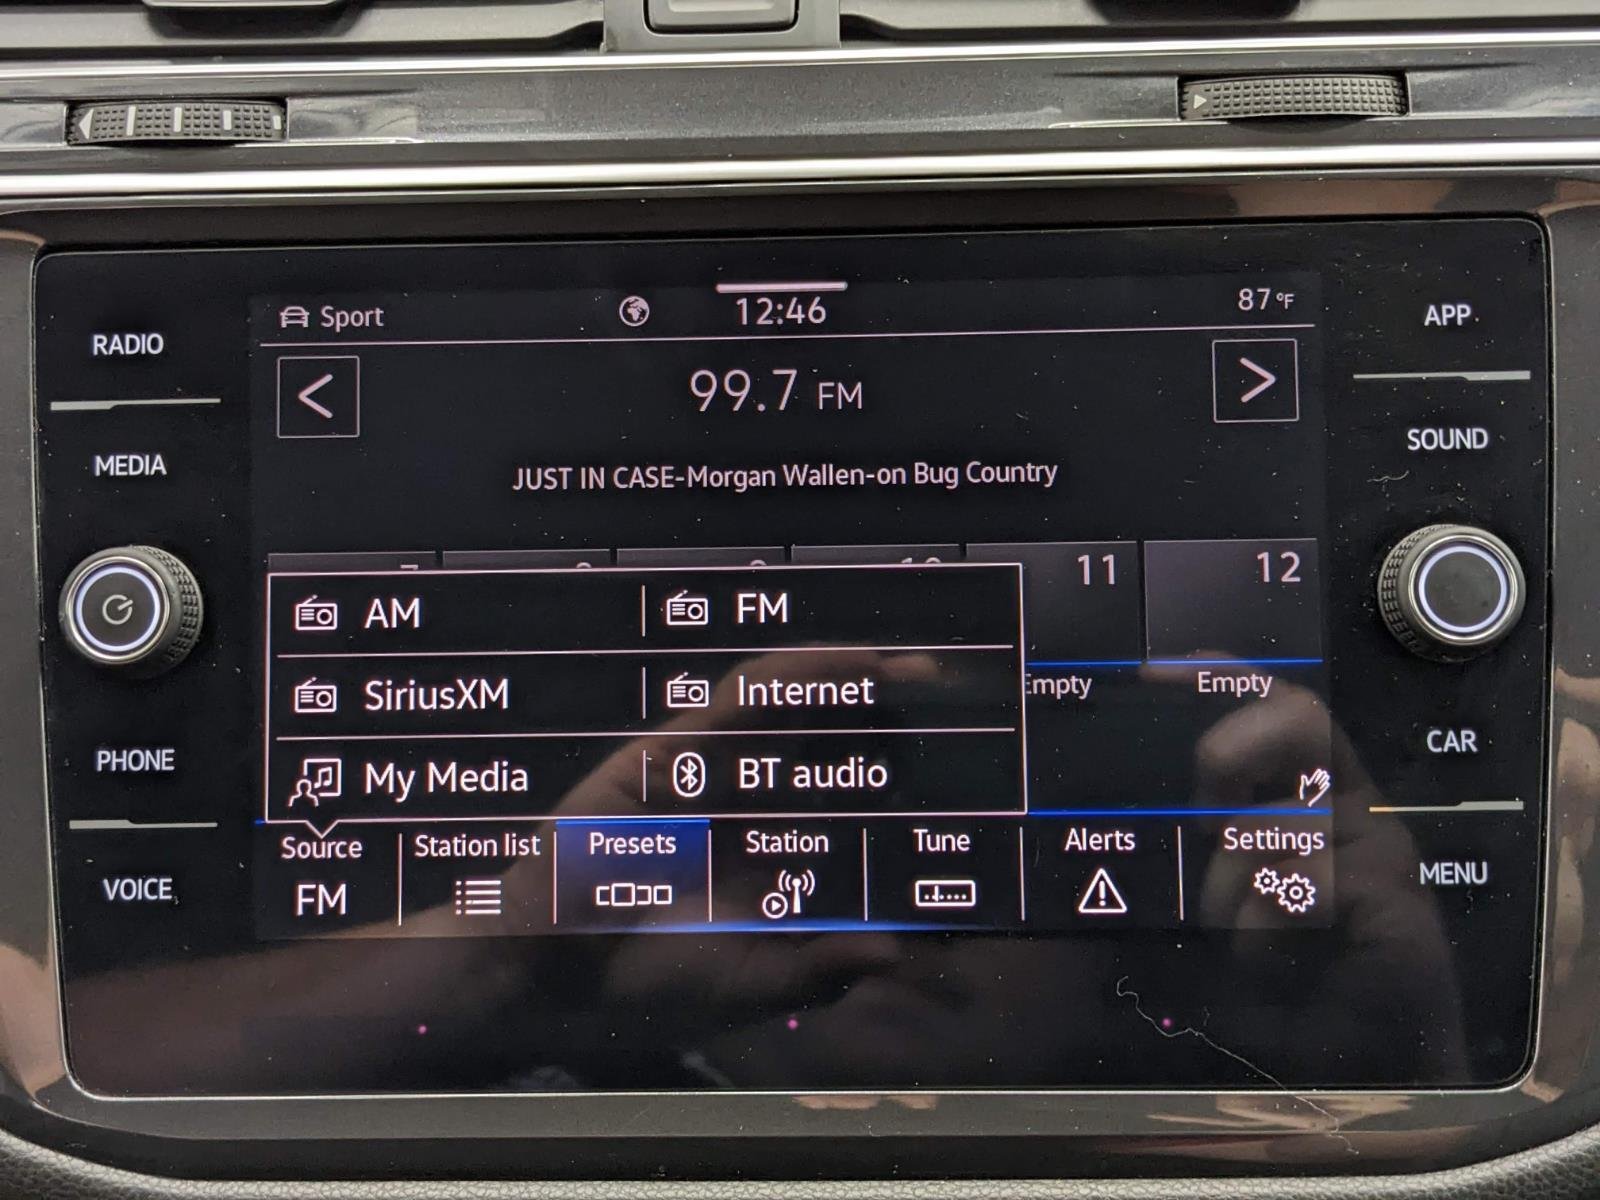 RADIO
MEDIA
PHONE
VOICE
Sport
12:46
87°F
<
99.7 FM
>
JUST IN CASE-Morgan Wallen-on Bug Country
11
12
Empty
Empty
AM
FM
SiriusXM
Internet
My Media
BT audio
Source
FM
Station list
Presets
Station
Tune
Alerts
Settings
APP
SOUND
CAR
MENU